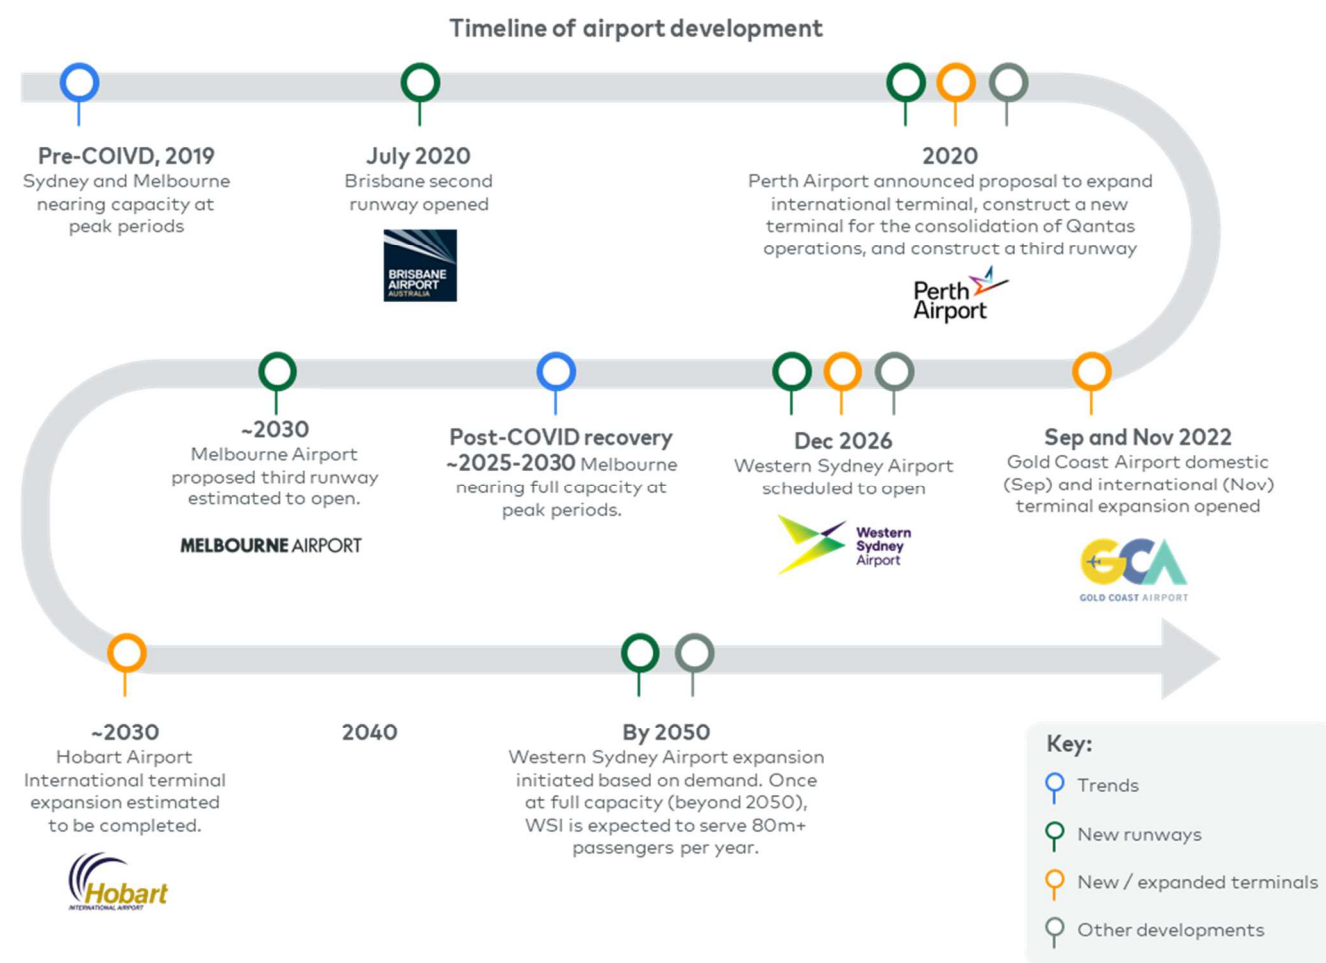 Timeline of airport development
Pre-COIVD, 2019
Sydney and Melbourne
nearing capacity at
peak periods
July 2020
Brisbane second
runway opened
BRISBANE
AIRPORT
AUSTRALIA
2020
Perth Airport announced proposal to expand
international terminal, construct a new
terminal for the consolidation of Qantas
operations, and construct a third runway
Perth
Airport
~2030
Melbourne Airport
proposed third runway
estimated to open.
MELBOURNE AIRPORT
Post-COVID recovery
~2025-2030 Melbourne
nearing full capacity at
peak periods.
Dec 2026
Western Sydney Airport
scheduled to open
Western
Sydney
Airport
Sep and Nov 2022
Gold Coast Airport domestic
(Sep) and international (Nov)
terminal expansion opened
GCA
GOLD COAST AIRPORT
~2030
Hobart Airport
International terminal
expansion estimated
to be completed.
Hobart
INTERNATIONAL AIRPORT
2040
By 2050
Western Sydney Airport expansion
initiated based on demand. Once
at full capacity (beyond 2050),
WSI is expected to serve 80m+
passengers per year.
Key:
Trends
New runways
New / expanded terminals
Other developments